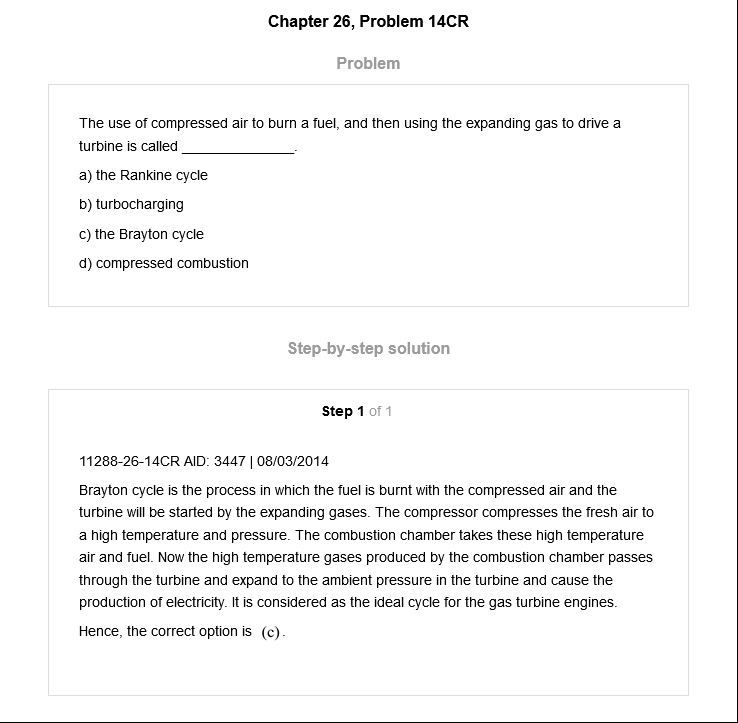 Chapter 26, Problem 14CR
Problem
The use of compressed air to burn a fuel, and then using the expanding gas to drive a
turbine is called _______________.
a) the Rankine cycle
b) turbocharging
c) the Brayton cycle
d) compressed combustion
Step-by-step solution
Step 1 of 1
11288-26-14CR AID: 3447 | 08/03/2014
Brayton cycle is the process in which the fuel is burnt with the compressed air and the
turbine will be started by the expanding gases. The compressor compresses the fresh air to
a high temperature and pressure. The combustion chamber takes these high temperature
air and fuel. Now the high temperature gases produced by the combustion chamber passes
through the turbine and expand to the ambient pressure in the turbine and cause the
production of electricity. It is considered as the ideal cycle for the gas turbine engines.
Hence, the correct option is (c).